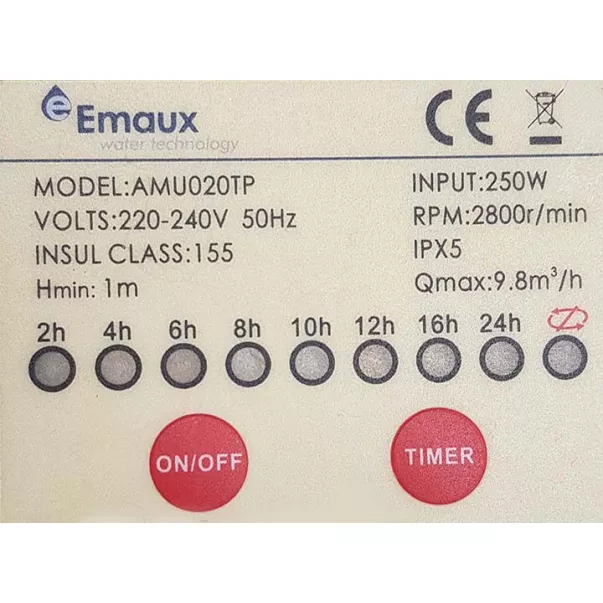 e Emaux
water technology
CE
MODEL:AMU020TP
VOLTS:220-240V 50Hz
INSUL CLASS:155
Hmin: 1m
INPUT:250W
RPM:2800r/min
IPX5
Qmax:9.8m³/h
2h 4h 6h 8h 10h 12h 16h 24h
ON/OFF
TIMER